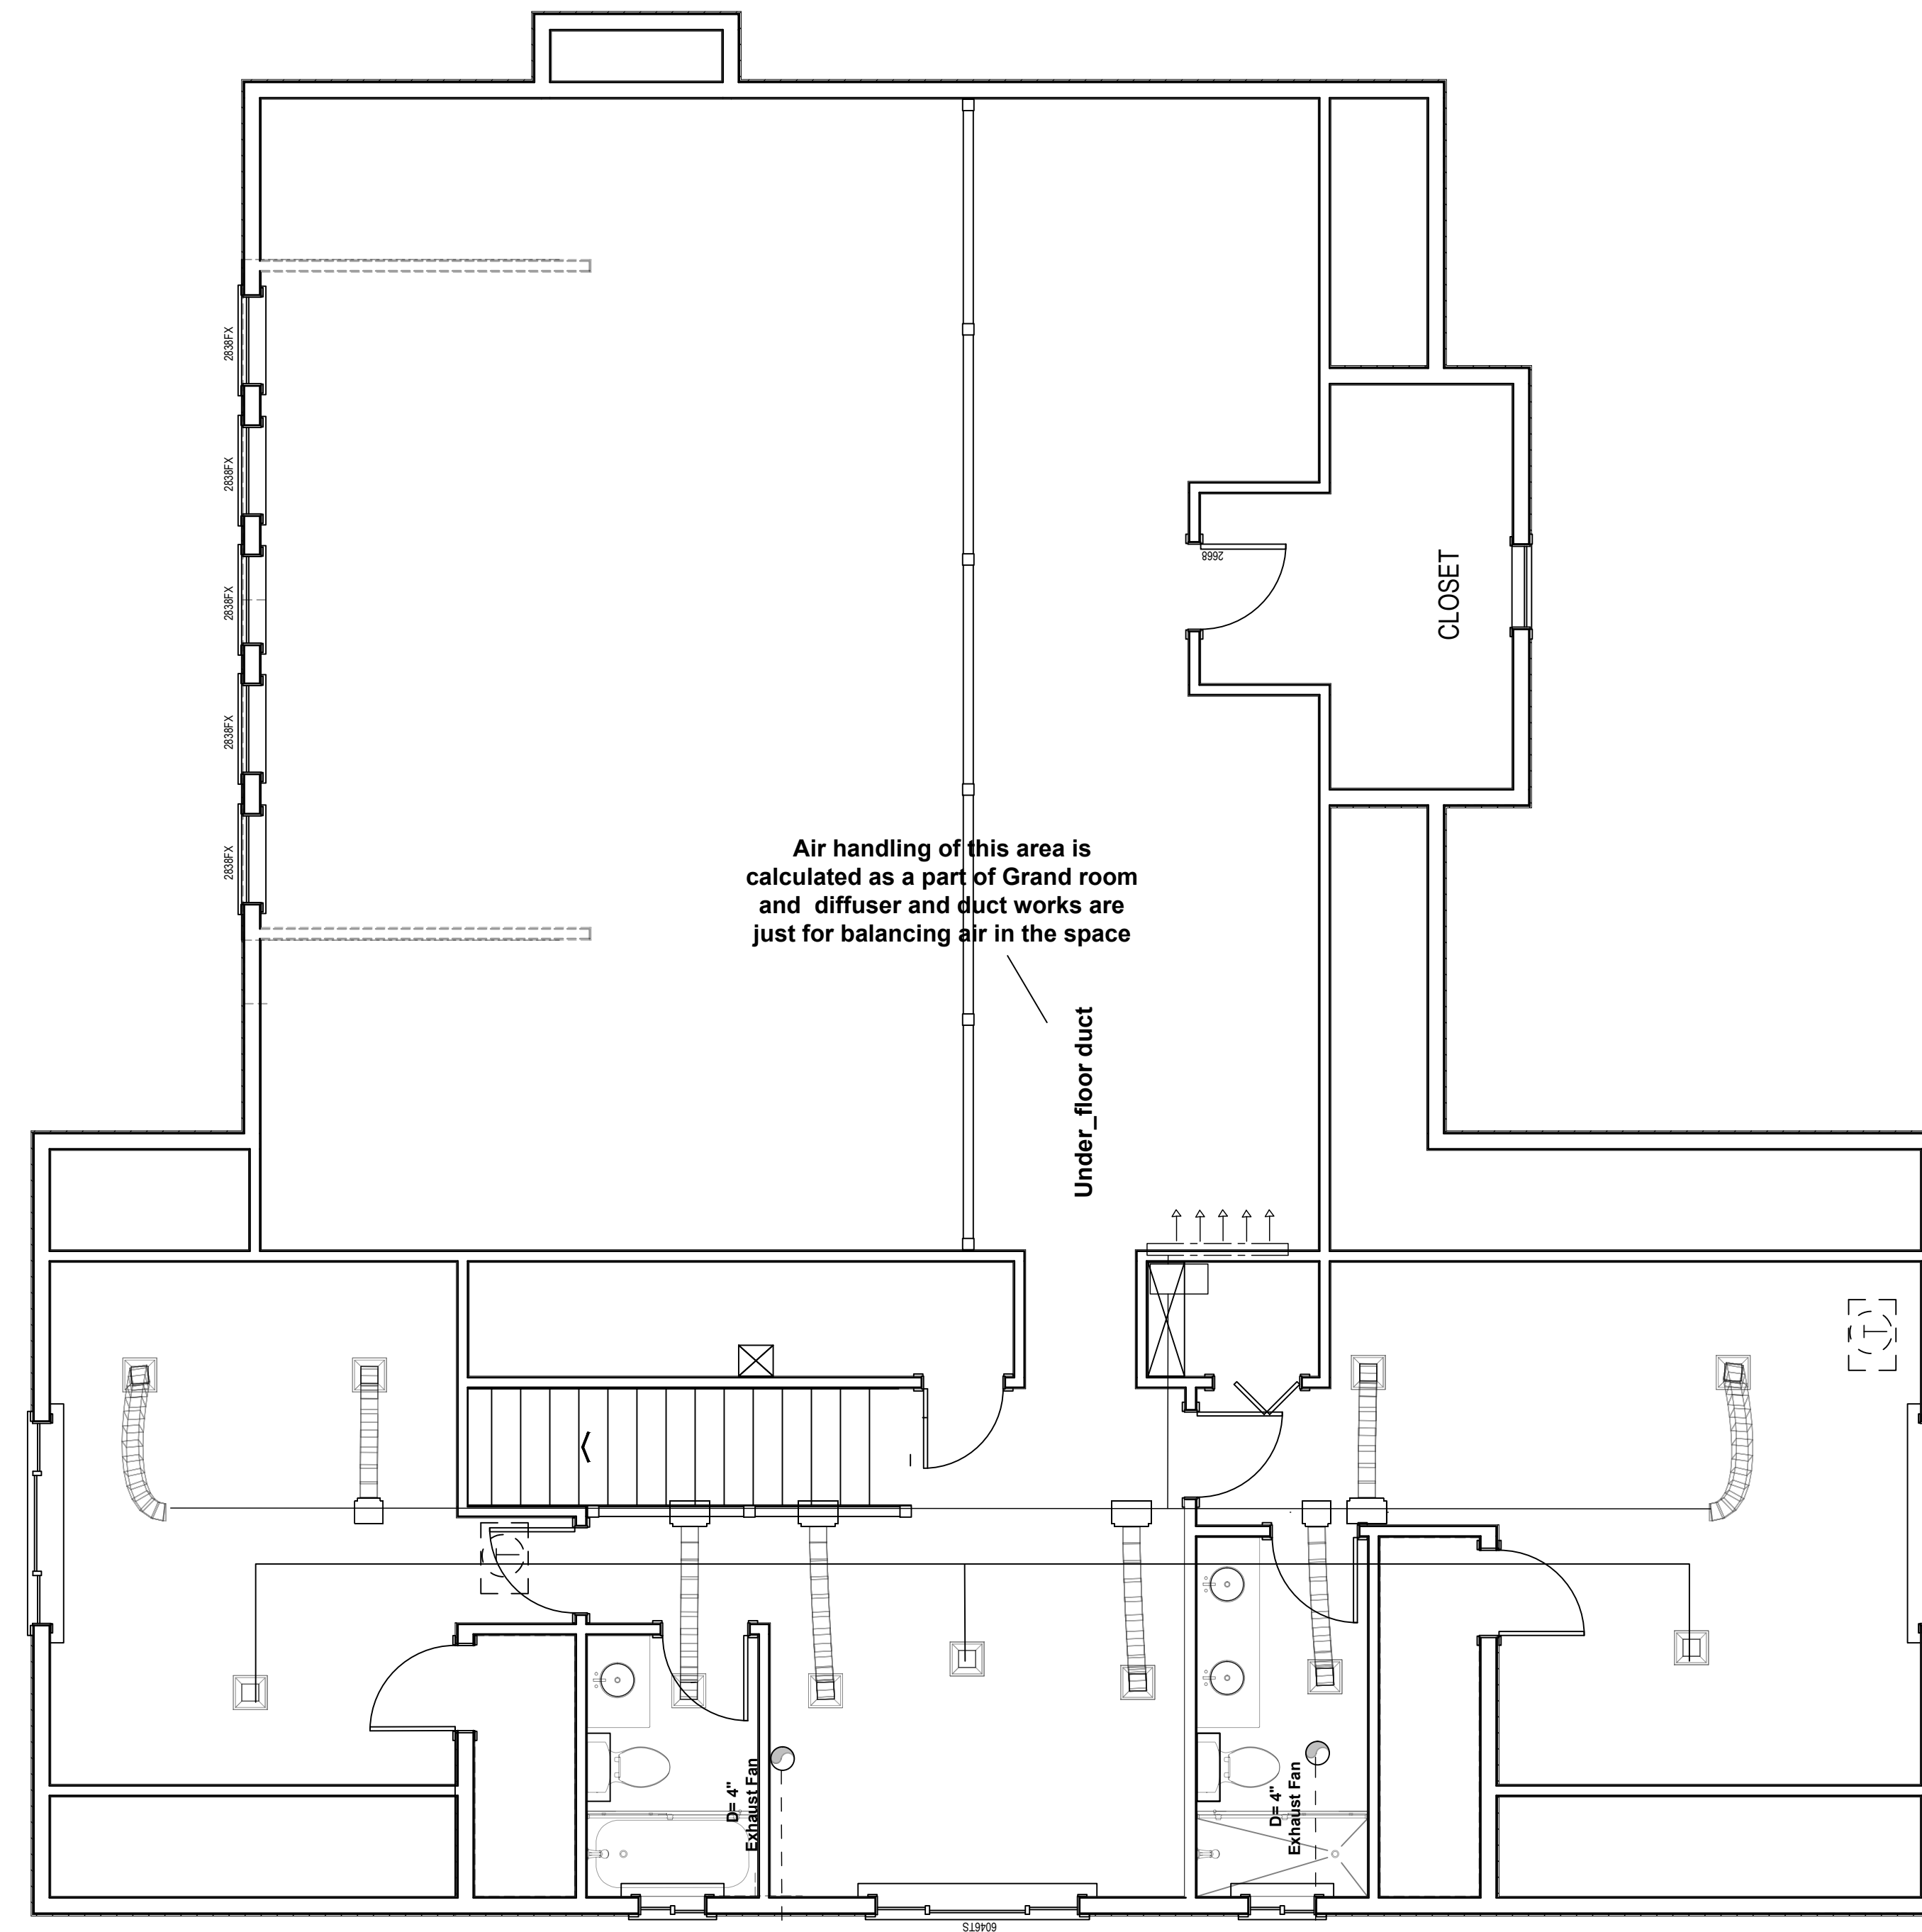 2838FX
2838FX
2838FX
2838FX
2838FX
2668
CLOSET
Air handling of this area is
calculated as a part of Grand room
and diffuser and duct works are
just for balancing air in the space
Under_floor duct
T
T
D= 4"
Exhaust Fan
D= 4"
Exhaust Fan
6046TS